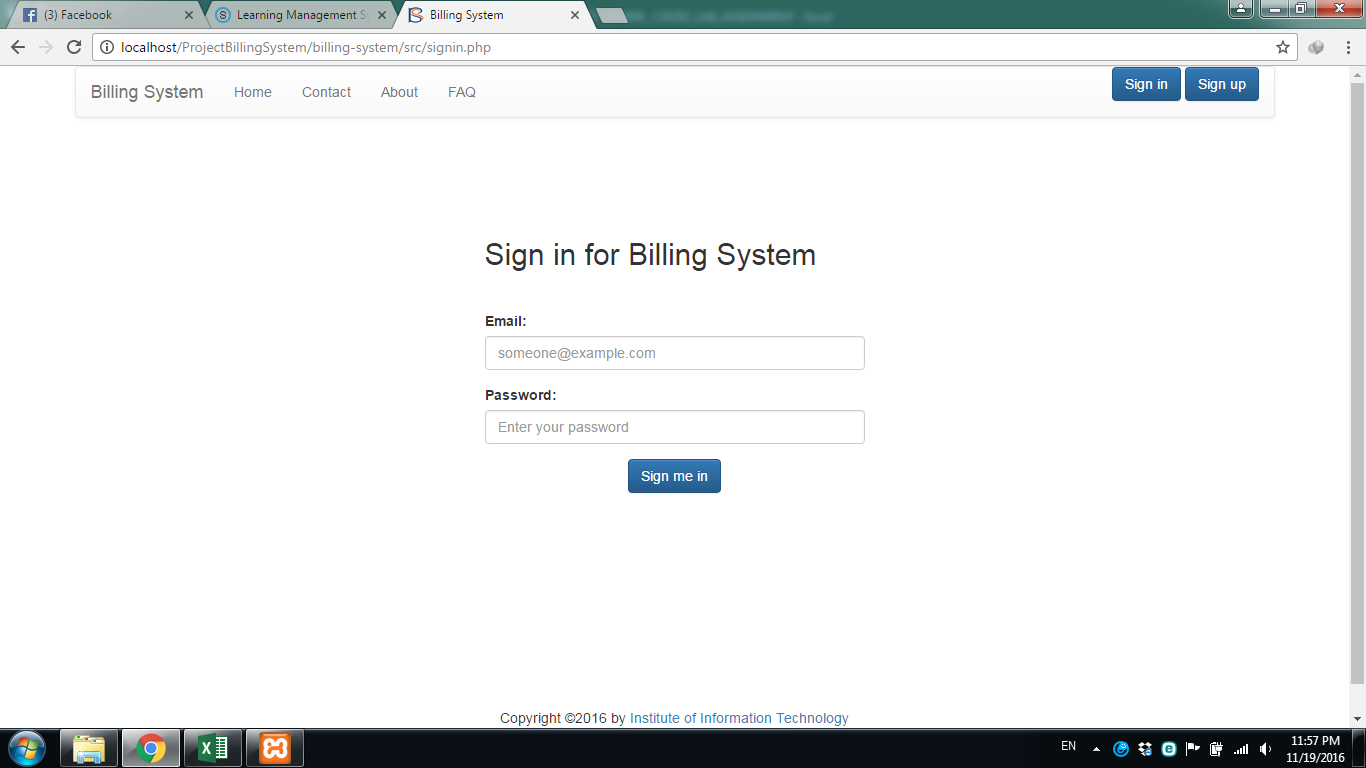 (3) Facebook
Learning Management S
Billing System
localhost/ProjectBillingSystem/billing-system/src/signin.php
Billing System Home Contact About FAQ Sign in Sign up
Sign in for Billing System
Email:
someone@example.com
Password:
Enter your password
Sign me in
Copyright ©2016 by Institute of Information Technology
EN
11:57 PM
11/19/2016